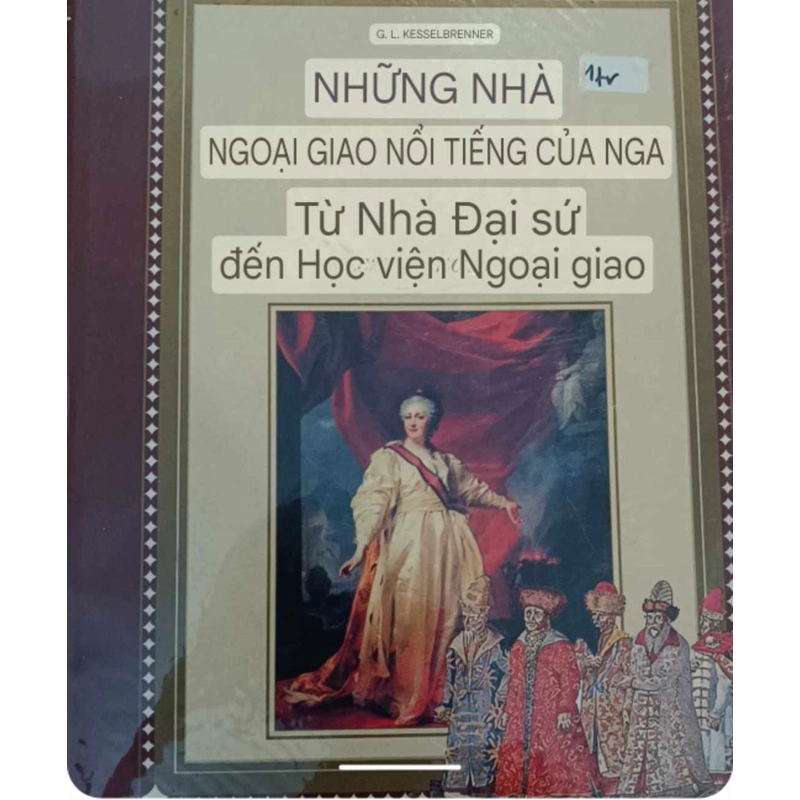 G. L. KESSELBRENNER
1tr
NHỮNG NHÀ
NGOẠI GIAO NỔI TIẾNG CỦA NGA
Từ Nhà Đại sứ
đến Học viện Ngoại giao